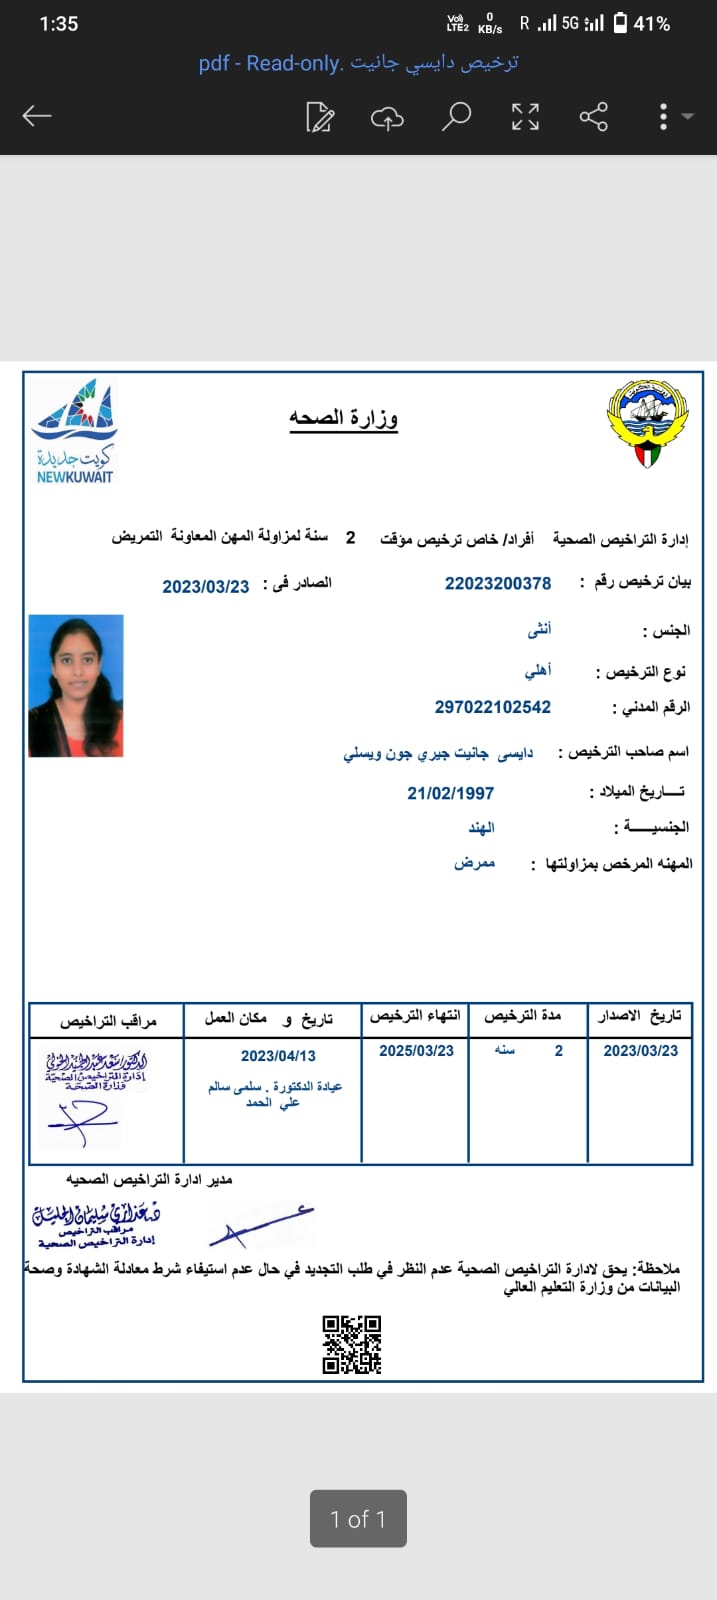 1:35
Vo)) LTE2 0 KB/s R 5G 41%
ترخيص دايسي جانيت .pdf - Read-only
وزارة الصحه
كويت جديدة
NEWKUWAIT
إدارة التراخيص الصحية أفراد/ خاص ترخيص مؤقت 2 سنة لمزاولة المهن المعاونة التمريض
بيان ترخيص رقم : 22023200378 الصادر فى : 2023/03/23
الجنس : أنثى
نوع الترخيص : أهلي
الرقم المدني : 297022102542
اسم صاحب الترخيص : دايسى جانيت جيري جون ويسلي
تـــاريخ الميلاد : 21/02/1997
الجنسيـــــة : الهند
المهنه المرخص بمزاولتها : ممرض
تاريخ الاصدار مدة الترخيص انتهاء الترخيص تاريخ و مكان العمل مراقب التراخيص
2023/03/23 2 سنه 2025/03/23 2023/04/13
عيادة الدكتورة . سلمى سالم
علي الحمد
إدارة التراخيص الصحية
وزارة الصحة
مدير ادارة التراخيص الصحيه
مراقب التراخيص
إدارة التراخيص الصحية
ملاحظة: يحق لادارة التراخيص الصحية عدم النظر في طلب التجديد في حال عدم استيفاء شرط معادلة الشهادة وصحة
البيانات من وزارة التعليم العالي
1 of 1